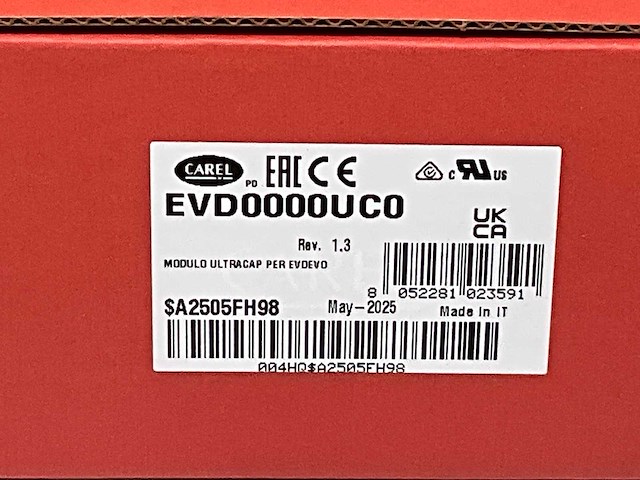 CAREL PD EAC CE c RU US
EVD0000UC0
UK
CA
Rev. 1.3
MODULO ULTRACAP PER EVDEVO
8 052281 023591
$A2505FH98 May-2025 Made in IT
004HQ$A2505FH98